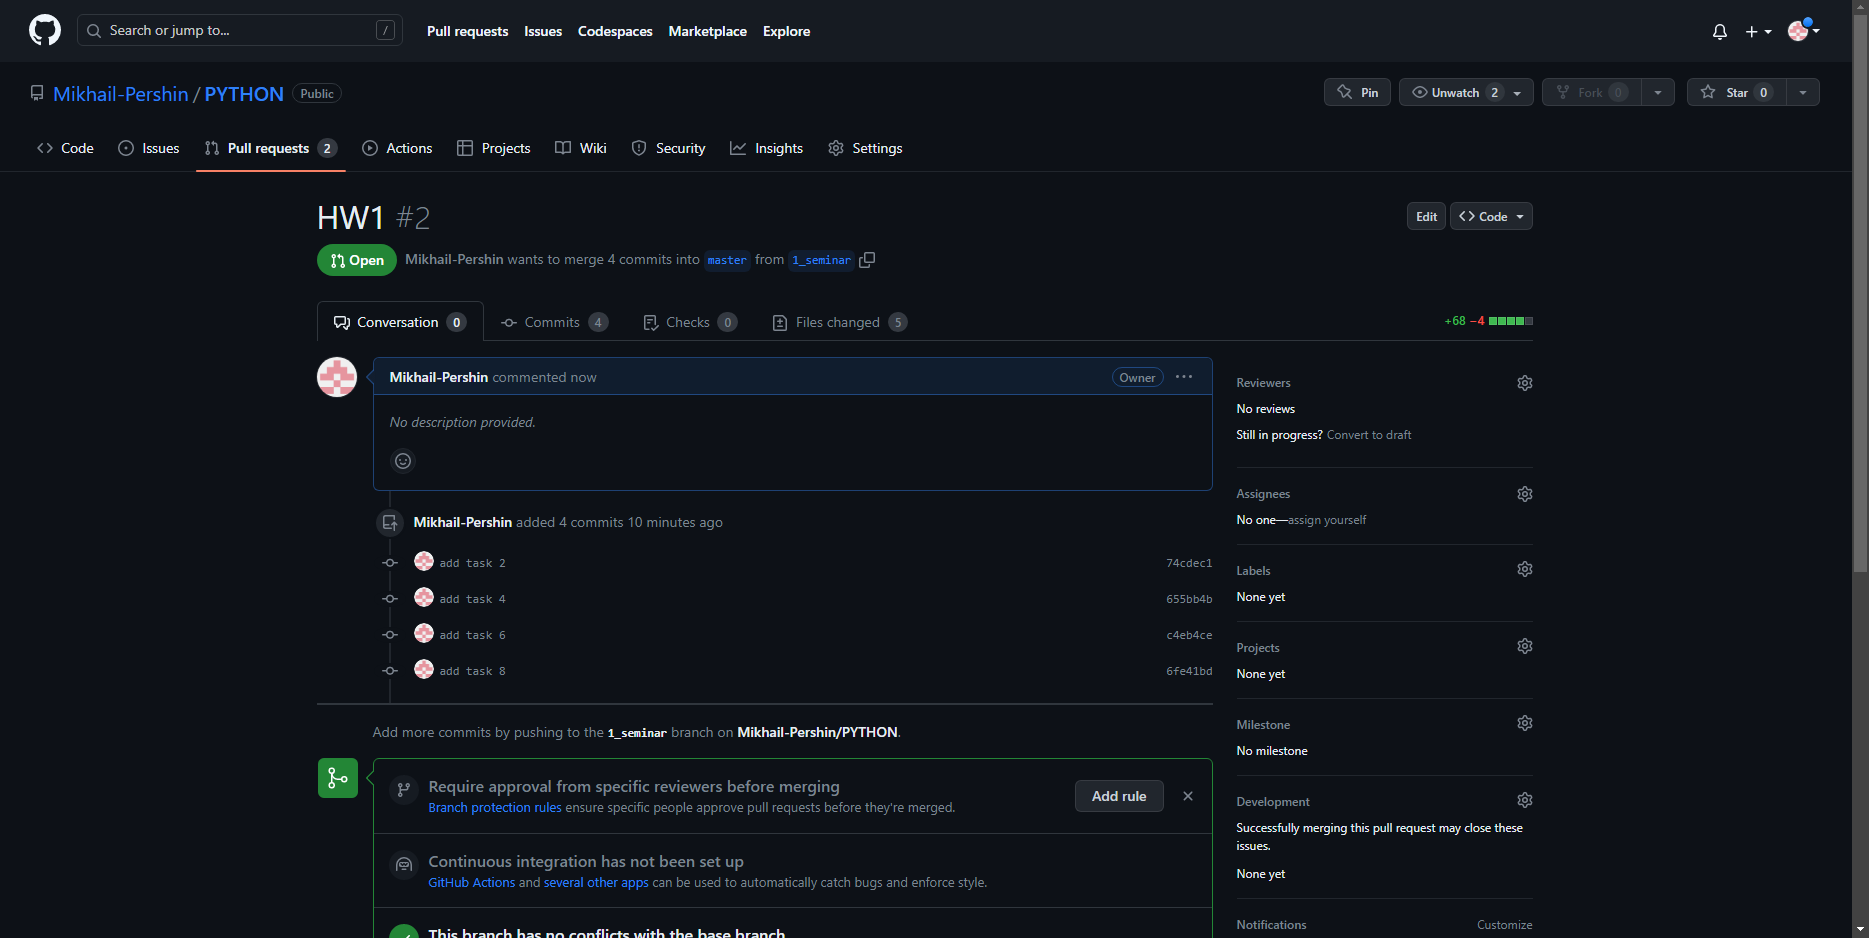 Search or jump to... /
Pull requests Issues Codespaces Marketplace Explore
Mikhail-Pershin / PYTHON Public
Pin Unwatch 2 Fork 0 Star 0
Code Issues Pull requests 2 Actions Projects Wiki Security Insights Settings
HW1 #2
Edit Code
Open Mikhail-Pershin wants to merge 4 commits into master from 1_seminar
Conversation 0 Commits 4 Checks 0 Files changed 5 +68 −4
Mikhail-Pershin commented now Owner
No description provided.
Mikhail-Pershin added 4 commits 10 minutes ago
add task 2 74cdec1
add task 4 655bb4b
add task 6 c4eb4ce
add task 8 6fe41bd
Add more commits by pushing to the 1_seminar branch on Mikhail-Pershin/PYTHON.
Require approval from specific reviewers before merging
Branch protection rules ensure specific people approve pull requests before they're merged.
Add rule
Continuous integration has not been set up
GitHub Actions and several other apps can be used to automatically catch bugs and enforce style.
This branch has no conflicts with the base branch
Reviewers
No reviews
Still in progress? Convert to draft
Assignees
No one—assign yourself
Labels
None yet
Projects
None yet
Milestone
No milestone
Development
Successfully merging this pull request may close these
issues.
None yet
Notifications Customize